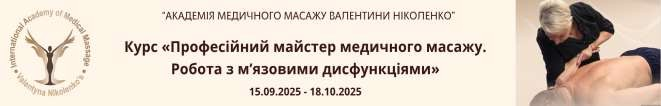 International Academy of Medical Massage
Valentyna Nikolenko's
"АКАДЕМІЯ МЕДИЧНОГО МАСАЖУ ВАЛЕНТИНИ НІКОЛЕНКО"
Курс «Професійний майстер медичного масажу.
Робота з м’язовими дисфункціями»
15.09.2025 - 18.10.2025